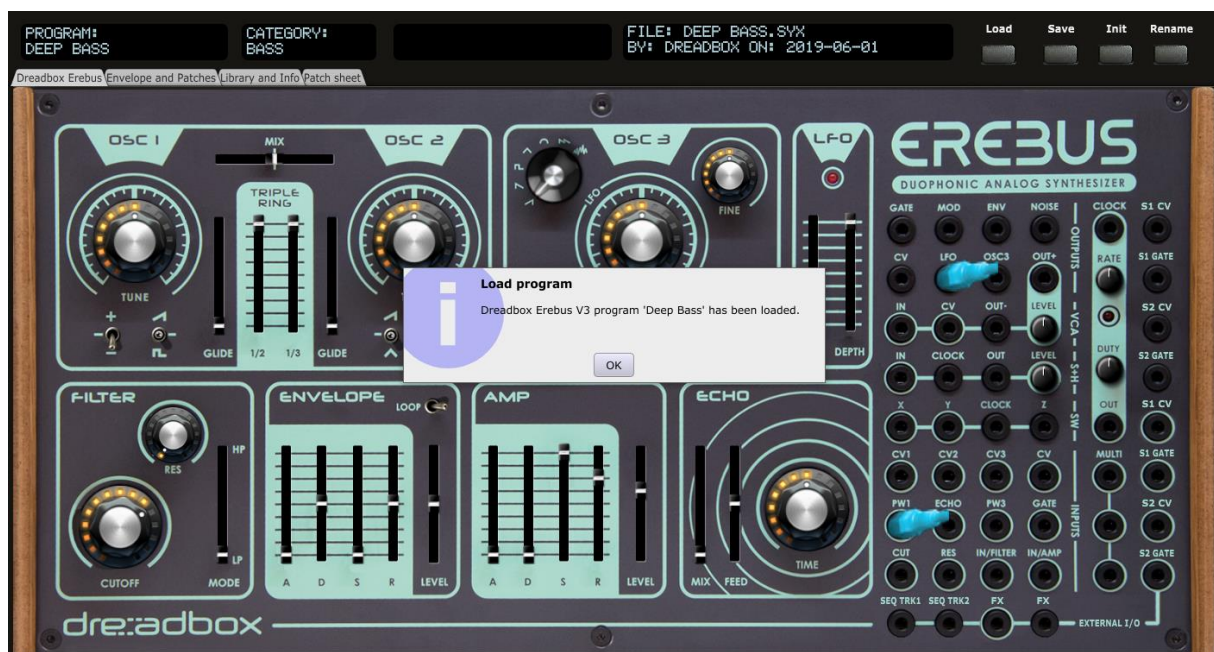 PROGRAM:
DEEP BASS
CATEGORY:
BASS
FILE: DEEP BASS.SYX
BY: DREADBOX ON: 2019-06-01
Load Save Init Rename
Dreadbox Erebus Envelope and Patches Library and Info Patch sheet
OSC 1
MIX
OSC 2
OSC 3
LFO
EREBUS
DUOPHONIC ANALOG SYNTHESIZER
TRIPLE
RING
LFO
FINE
TUNE
GLIDE 1/2 1/3 GLIDE
DEPTH
Load program
Dreadbox Erebus V3 program 'Deep Bass' has been loaded.
OK
GATE MOD ENV NOISE CLOCK S1 CV
OUTPUTS
CV LFO OSC3 OUT+ RATE S1 GATE
IN CV OUT- LEVEL S2 CV
VCA
IN CLOCK OUT LEVEL DUTY S2 GATE
S+H
X Y CLOCK Z OUT S1 CV
SW
CV1 CV2 CV3 CV MULTI S1 GATE
PW1 ECHO PW3 GATE S2 CV
INPUTS
CUT RES IN/FILTER IN/AMP S2 GATE
SEQ TRK1 SEQ TRK2 FX FX
EXTERNAL I/O
FILTER
RES
HP
LP
CUTOFF
MODE
ENVELOPE
LOOP
A D S R LEVEL
AMP
A D S R LEVEL
ECHO
MIX FEED
TIME
dre:adbox